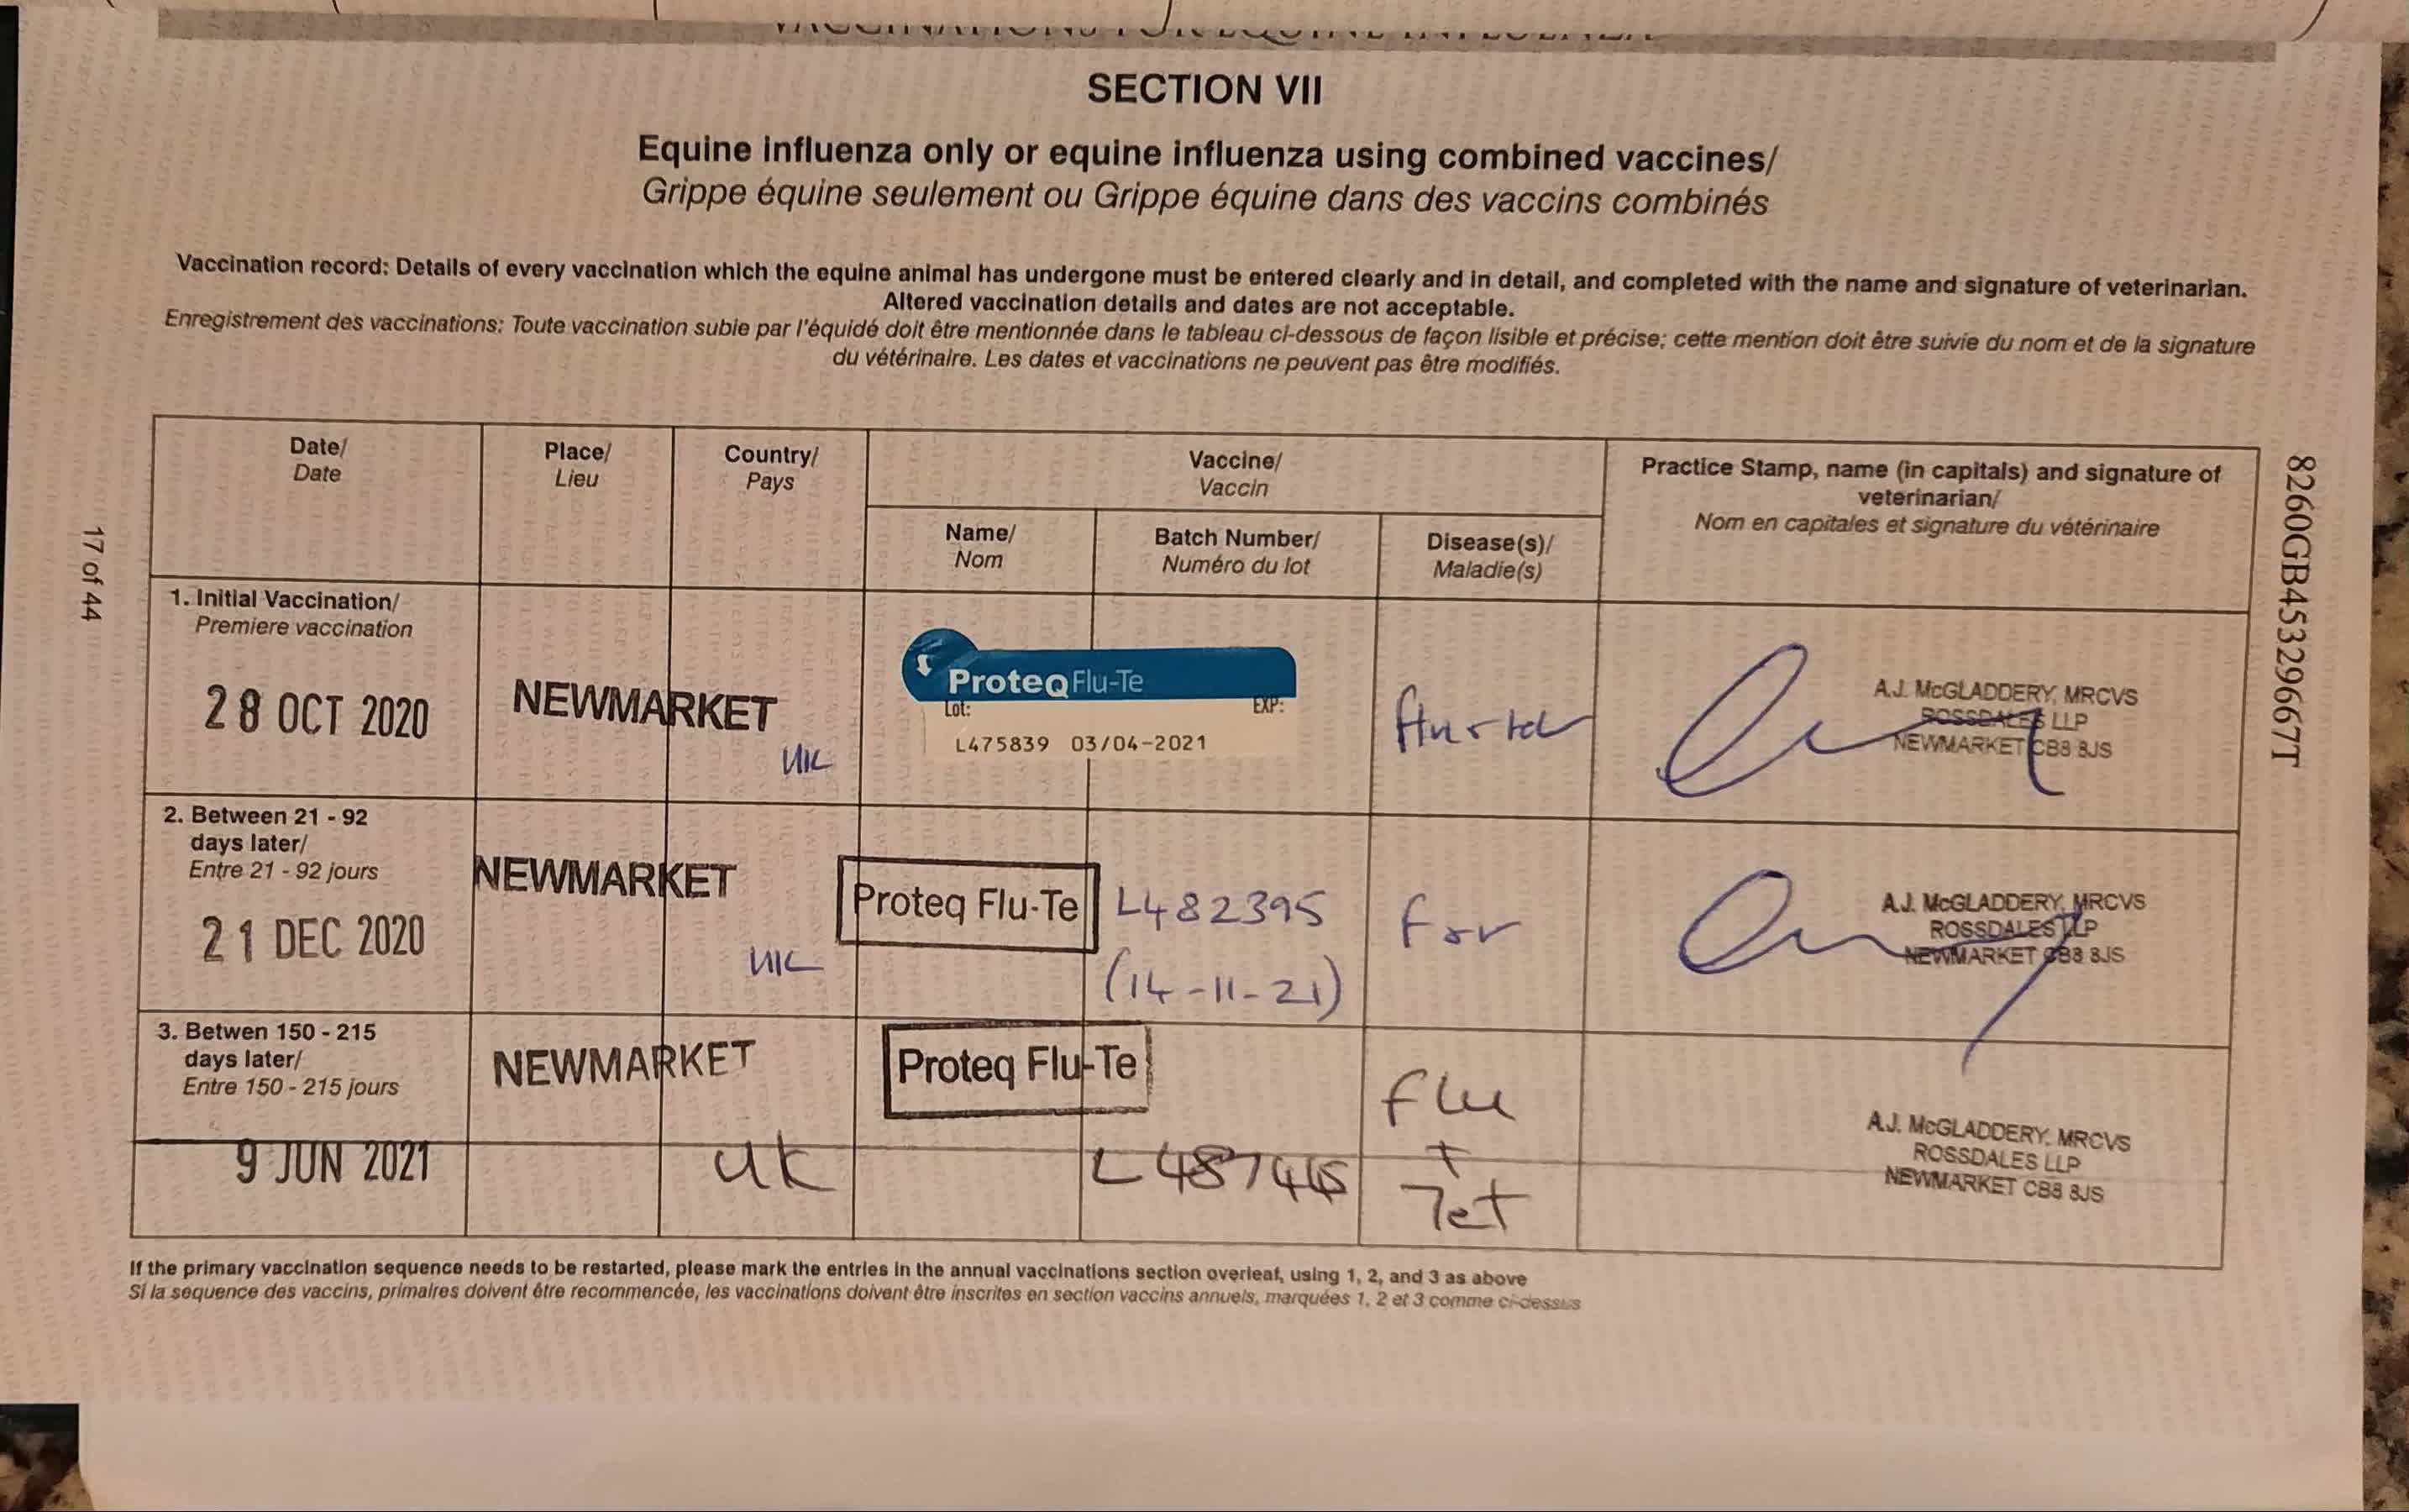 SECTION VII
Equine influenza only or equine influenza using combined vaccines/
Grippe équine seulement ou Grippe équine dans des vaccins combinés
Vaccination record: Details of every vaccination which the equine animal has undergone must be entered clearly and in detail, and completed with the name and signature of veterinarian.
Altered vaccination details and dates are not acceptable.
Enregistrement des vaccinations: Toute vaccination subie par l'équidé doit être mentionnée dans le tableau ci-dessous de façon lisible et précise; cette mention doit être suivie du nom et de la signature
du vétérinaire. Les dates et vaccinations ne peuvent pas être modifiés.
Date/
Date
Place/
Lieu
Country/
Pays
Vaccine/
Vaccin
Name/
Nom
Batch Number/
Numéro du lot
Disease(s)/
Maladie(s)
Practice Stamp, name (in capitals) and signature of
veterinarian/
Nom en capitales et signature du vétérinaire
1. Initial Vaccination/
Premiere vaccination
28 OCT 2020
NEWMARKET
UK
ProteqFlu-Te
Lot: EXP:
L475839 03/04-2021
A.J. McGLADDERY, MRCVS
ROSSDALES LLP
NEWMARKET CB8 8JS
2. Between 21 - 92
days later/
Entre 21 - 92 jours
21 DEC 2020
NEWMARKET
UK
Proteq Flu-Te
L482395
(14-11-21)
A.J. McGLADDERY, MRCVS
ROSSDALES LLP
NEWMARKET CB8 8JS
3. Betwen 150 - 215
days later/
Entre 150 - 215 jours
9 JUN 2021
NEWMARKET
UK
Proteq Flu-Te
L487445
Flu
+
Tet
A.J. McGLADDERY, MRCVS
ROSSDALES LLP
NEWMARKET CB8 8JS
If the primary vaccination sequence needs to be restarted, please mark the entries in the annual vaccinations section overleaf, using 1, 2, and 3 as above
Si la sequence des vaccins, primaires doivent être recommencée, les vaccinations doivent être inscrites en section vaccins annuels, marquées 1, 2 et 3 comme ci-dessus
17 of 44
8260GB45329667T